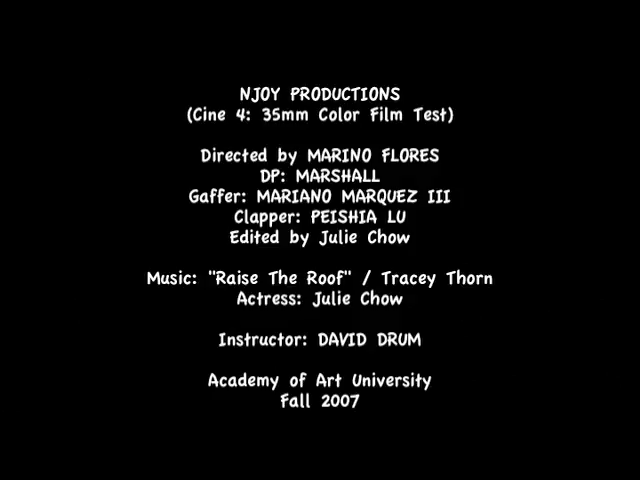 NJOY PRODUCTIONS
(Cine 4: 35mm Color Film Test)
Directed by MARINO FLORES
DP: MARSHALL
Gaffer: MARIANO MARQUEZ III
Clapper: PEISHIA LU
Edited by Julie Chow
Music: "Raise The Roof" / Tracey Thorn
Actress: Julie Chow
Instructor: DAVID DRUM
Academy of Art University
Fall 2007